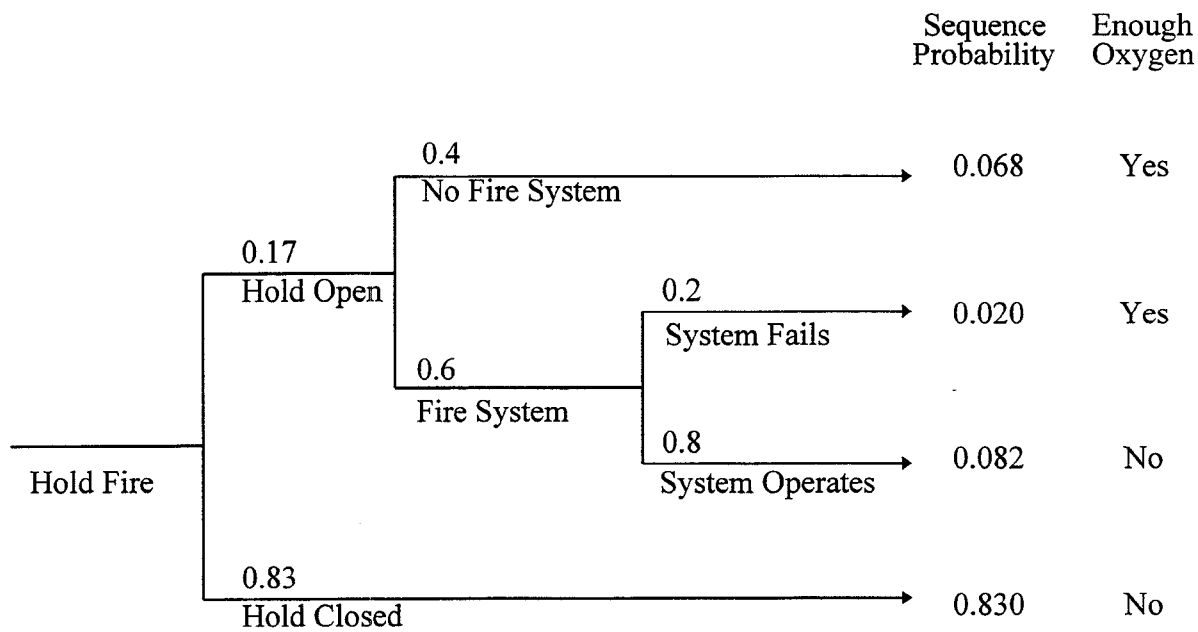 Sequence Enough
Probability Oxygen
0.4
No Fire System
0.068 Yes
0.17
Hold Open
0.2
System Fails
0.020 Yes
0.6
Fire System
0.8
System Operates
0.082 No
Hold Fire
0.83
Hold Closed
0.830 No